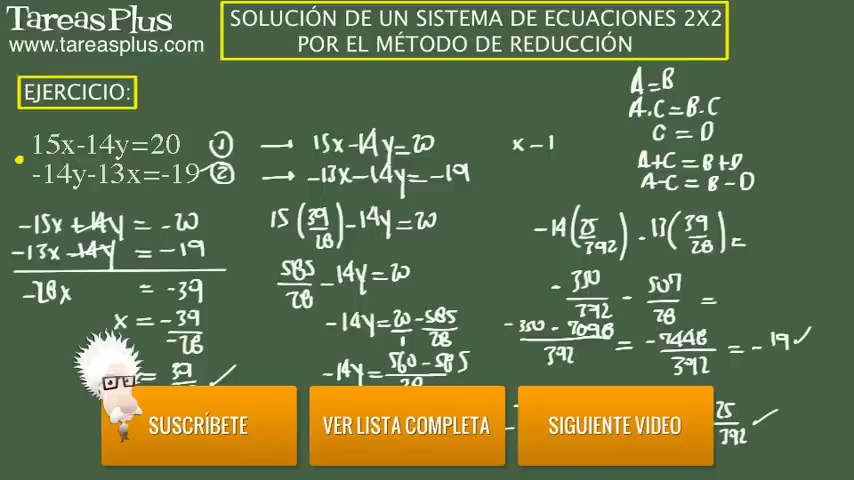 TareasPlus
www.tareasplus.com
SOLUCIÓN DE UN SISTEMA DE ECUACIONES 2X2
POR EL MÉTODO DE REDUCCIÓN
EJERCICIO:
15x-14y=20 ① → 15x-14y=20
-14y-13x=-19 ② → -13x-14y=-19
x - 1
A=B
A·C=B·C
C=D
A+C=B+D
A-C=B-D
-15x+14y = -20
-13x-14y = -19
-28x = -39
x = -39/-28
= 39
15(39/28)-14y=20
585/28 -14y=20
-14y=20/1-585/28
-14y=560-585/28
-14(25/392)-13(39/28)=
-350/392 - 507/28 =
-350-7098/392 = -7448/392 = -19✓
25/392 ✓
SUSCRÍBETE
VER LISTA COMPLETA
SIGUIENTE VIDEO